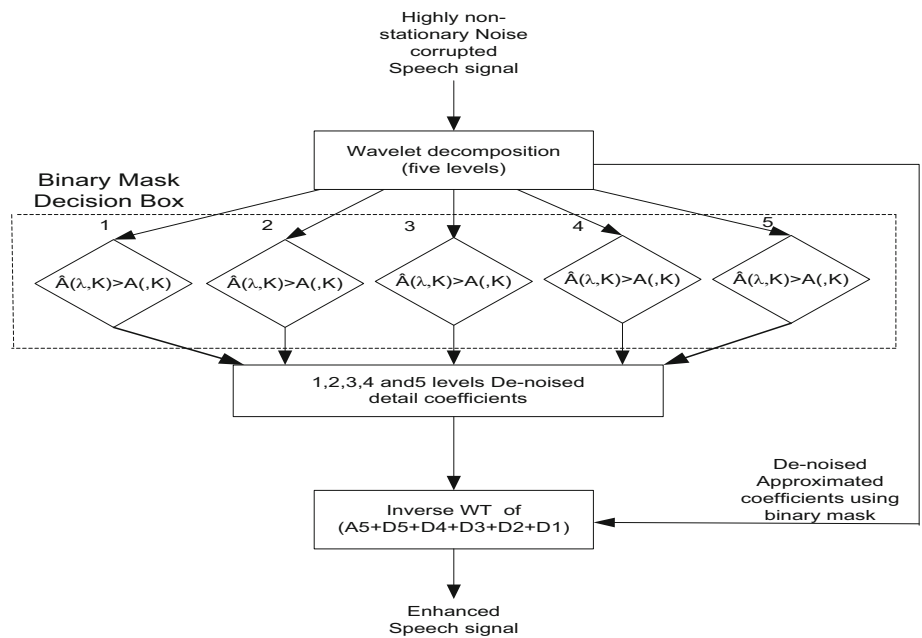 Highly non-
stationary Noise
corrupted
Speech signal
Wavelet decomposition
(five levels)
Binary Mask
Decision Box
1
2
3
4
5
Â(λ,K)>A(,K)
Â(λ,K)>A(,K)
Â(λ,K)>A(,K)
Â(λ,K)>A(,K)
Â(λ,K)>A(,K)
1,2,3,4 and5 levels De-noised
detail coefficients
De-noised
Approximated
coefficients using
binary mask
Inverse WT of
(A5+D5+D4+D3+D2+D1)
Enhanced
Speech signal